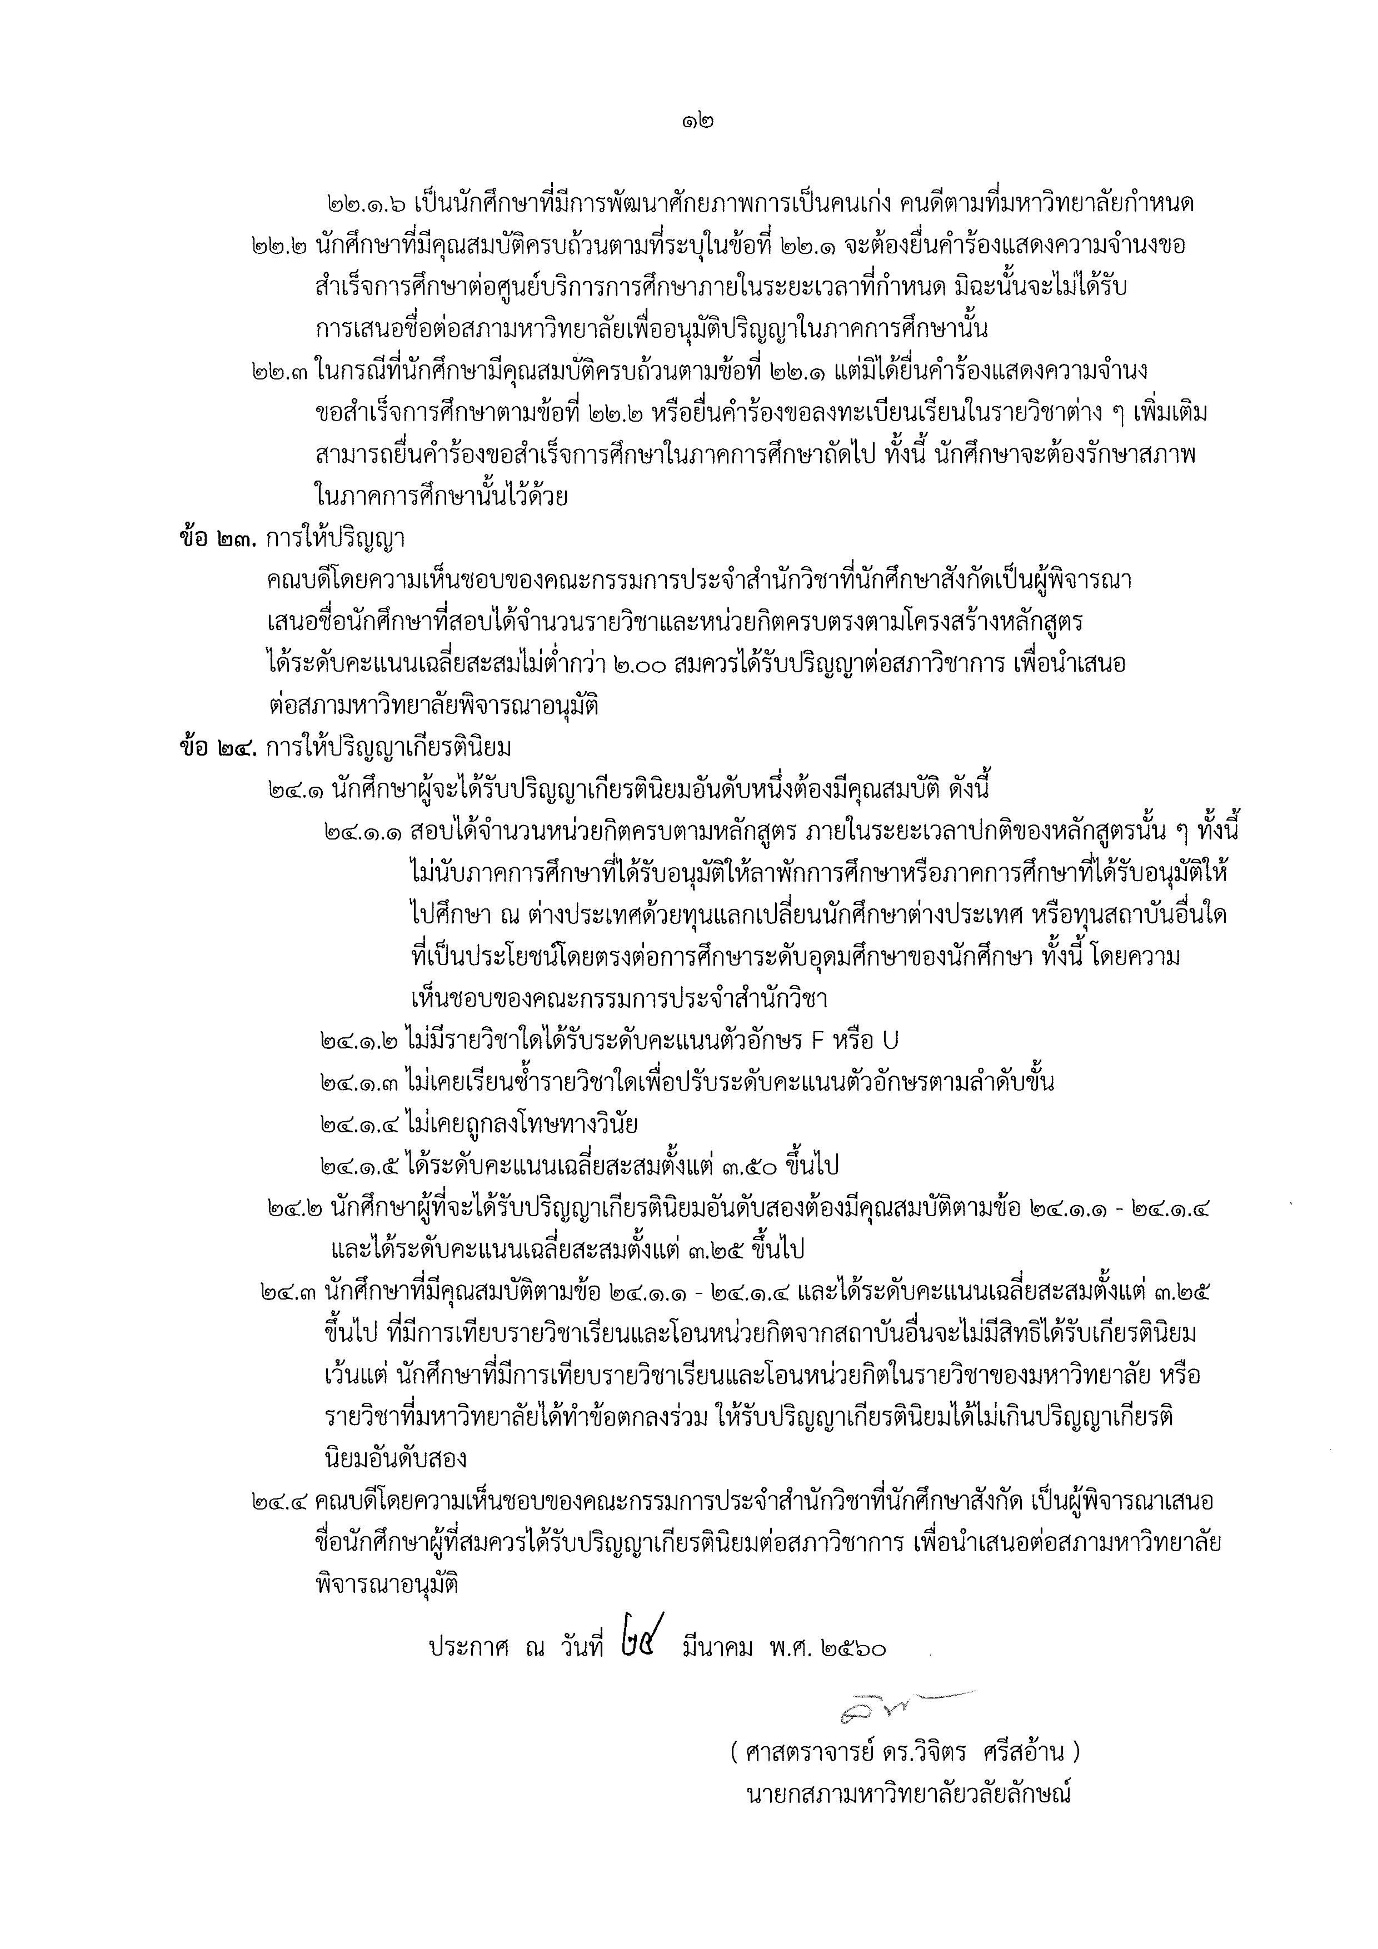 ๑๒
๒๒.๑.๖ เป็นนักศึกษาที่มีการพัฒนาศักยภาพการเป็นคนเก่ง คนดีตามที่มหาวิทยาลัยกำหนด
๒๒.๒ นักศึกษาที่มีคุณสมบัติครบถ้วนตามที่ระบุในข้อที่ ๒๒.๑ จะต้องยื่นคำร้องแสดงความจำนงขอ
สำเร็จการศึกษาต่อศูนย์บริการการศึกษาภายในระยะเวลาที่กำหนด มิฉะนั้นจะไม่ได้รับ
การเสนอชื่อต่อสภามหาวิทยาลัยเพื่ออนุมัติปริญญาในภาคการศึกษานั้น
๒๒.๓ ในกรณีที่นักศึกษามีคุณสมบัติครบถ้วนตามข้อที่ ๒๒.๑ แต่มิได้ยื่นคำร้องแสดงความจำนง
ขอสำเร็จการศึกษาตามข้อที่ ๒๒.๒ หรือยื่นคำร้องขอลงทะเบียนเรียนในรายวิชาต่าง ๆ เพิ่มเติม
สามารถยื่นคำร้องขอสำเร็จการศึกษาในภาคการศึกษาถัดไป ทั้งนี้ นักศึกษาจะต้องรักษาสภาพ
ในภาคการศึกษานั้นไว้ด้วย
ข้อ ๒๓. การให้ปริญญา
คณบดีโดยความเห็นชอบของคณะกรรมการประจำสำนักวิชาที่นักศึกษาสังกัดเป็นผู้พิจารณา
เสนอชื่อนักศึกษาที่สอบได้จำนวนรายวิชาและหน่วยกิตครบตรงตามโครงสร้างหลักสูตร
ได้ระดับคะแนนเฉลี่ยสะสมไม่ต่ำกว่า ๒.๐๐ สมควรได้รับปริญญาต่อสภาวิชาการ เพื่อนำเสนอ
ต่อสภามหาวิทยาลัยพิจารณาอนุมัติ
ข้อ ๒๔. การให้ปริญญาเกียรตินิยม
๒๔.๑ นักศึกษาผู้จะได้รับปริญญาเกียรตินิยมอันดับหนึ่งต้องมีคุณสมบัติ ดังนี้
๒๔.๑.๑ สอบได้จำนวนหน่วยกิตครบตามหลักสูตร ภายในระยะเวลาปกติของหลักสูตรนั้น ๆ ทั้งนี้
ไม่นับภาคการศึกษาที่ได้รับอนุมัติให้ลาพักการศึกษาหรือภาคการศึกษาที่ได้รับอนุมัติให้
ไปศึกษา ณ ต่างประเทศด้วยทุนแลกเปลี่ยนนักศึกษาต่างประเทศ หรือทุนสถาบันอื่นใด
ที่เป็นประโยชน์โดยตรงต่อการศึกษาระดับอุดมศึกษาของนักศึกษา ทั้งนี้ โดยความ
เห็นชอบของคณะกรรมการประจำสำนักวิชา
๒๔.๑.๒ ไม่มีรายวิชาใดได้รับระดับคะแนนตัวอักษร F หรือ U
๒๔.๑.๓ ไม่เคยเรียนซ้ำรายวิชาใดเพื่อปรับระดับคะแนนตัวอักษรตามลำดับขั้น
๒๔.๑.๔ ไม่เคยถูกลงโทษทางวินัย
๒๔.๑.๕ ได้ระดับคะแนนเฉลี่ยสะสมตั้งแต่ ๓.๕๐ ขึ้นไป
๒๔.๒ นักศึกษาผู้ที่จะได้รับปริญญาเกียรตินิยมอันดับสองต้องมีคุณสมบัติตามข้อ ๒๔.๑.๑ - ๒๔.๑.๔
และได้ระดับคะแนนเฉลี่ยสะสมตั้งแต่ ๓.๒๕ ขึ้นไป
๒๔.๓ นักศึกษาที่มีคุณสมบัติตามข้อ ๒๔.๑.๑ - ๒๔.๑.๔ และได้ระดับคะแนนเฉลี่ยสะสมตั้งแต่ ๓.๒๕
ขึ้นไป ที่มีการเทียบรายวิชาเรียนและโอนหน่วยกิตจากสถาบันอื่นจะไม่มีสิทธิได้รับเกียรตินิยม
เว้นแต่ นักศึกษาที่มีการเทียบรายวิชาเรียนและโอนหน่วยกิตในรายวิชาของมหาวิทยาลัย หรือ
รายวิชาที่มหาวิทยาลัยได้ทำข้อตกลงร่วม ให้รับปริญญาเกียรตินิยมได้ไม่เกินปริญญาเกียรติ
นิยมอันดับสอง
๒๔.๔ คณบดีโดยความเห็นชอบของคณะกรรมการประจำสำนักวิชาที่นักศึกษาสังกัด เป็นผู้พิจารณาเสนอ
ชื่อนักศึกษาผู้ที่สมควรได้รับปริญญาเกียรตินิยมต่อสภาวิชาการ เพื่อนำเสนอต่อสภามหาวิทยาลัย
พิจารณาอนุมัติ
ประกาศ ณ วันที่ มีนาคม พ.ศ. ๒๕๖๐
( ศาสตราจารย์ ดร.วิจิตร ศรีสอ้าน )
นายกสภามหาวิทยาลัยวลัยลักษณ์